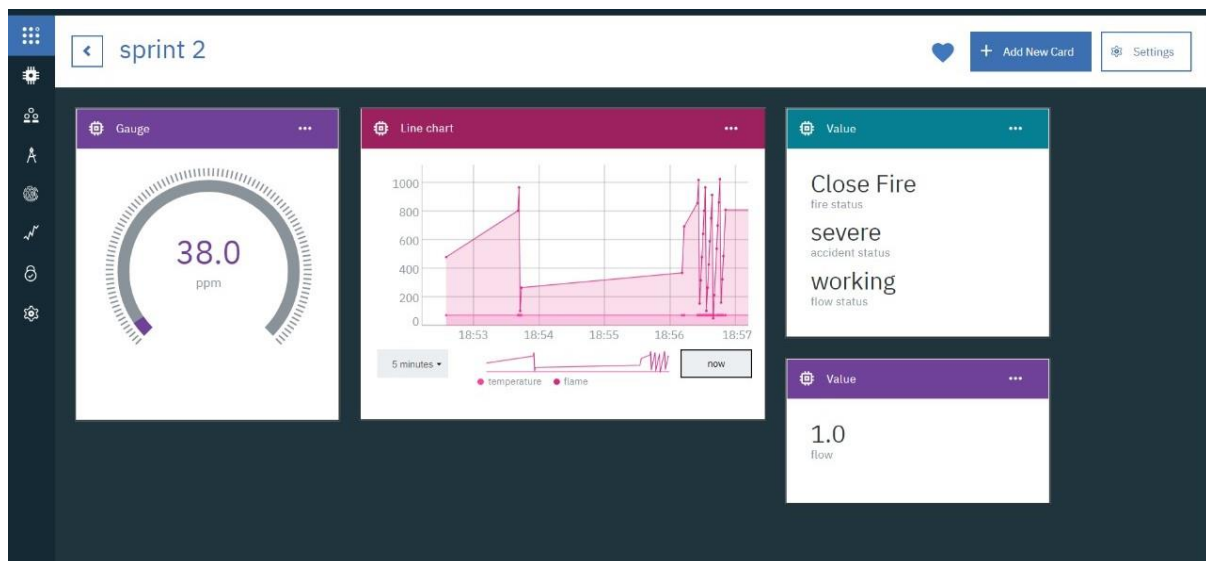 sprint 2
+ Add New Card
Settings
Gauge
38.0
ppm
Line chart
1000
800
600
400
200
0
18:53 18:54 18:55 18:56 18:57
5 minutes
now
temperature flame
Value
Close Fire
fire status
severe
accident status
working
flow status
Value
1.0
flow